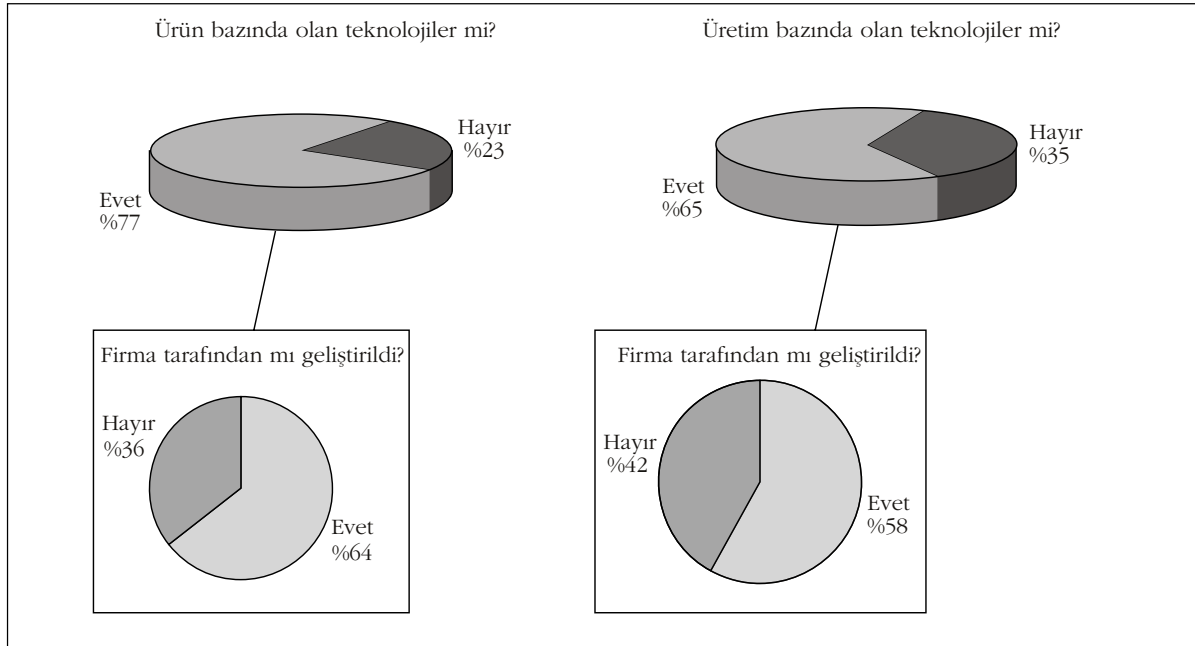 Ürün bazında olan teknolojiler mi?
Hayır
%23
Evet
%77
Firma tarafından mı geliştirildi?
Hayır
%36
Evet
%64
Üretim bazında olan teknolojiler mi?
Hayır
%35
Evet
%65
Firma tarafından mı geliştirildi?
Hayır
%42
Evet
%58